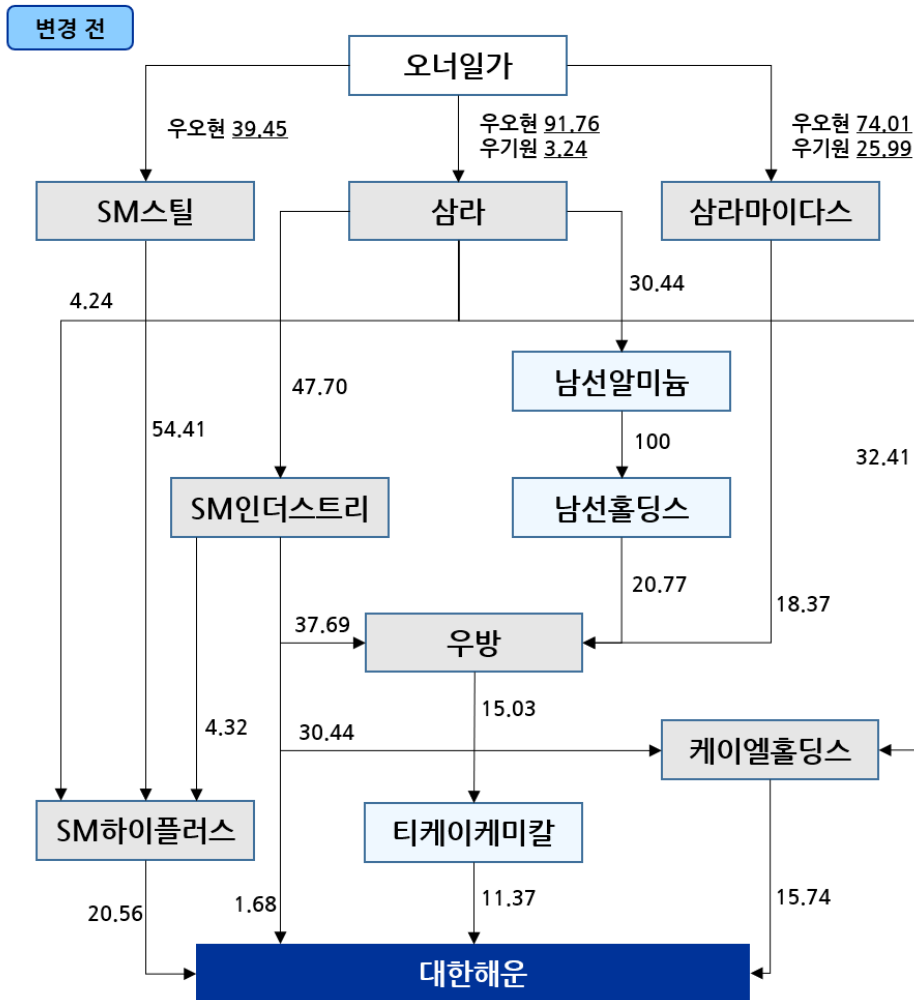 변경 전
오너일가
우오현 39.45
우오현 91.76
우기원 3.24
우오현 74.01
우기원 25.99
SM스틸
삼라
삼라마이다스
4.24
30.44
남선알미늄
47.70
54.41
100
32.41
SM인더스트리
남선홀딩스
20.77
18.37
37.69
우방
15.03
4.32
30.44
케이엘홀딩스
SM하이플러스
티케이케미칼
20.56
1.68
11.37
15.74
대한해운